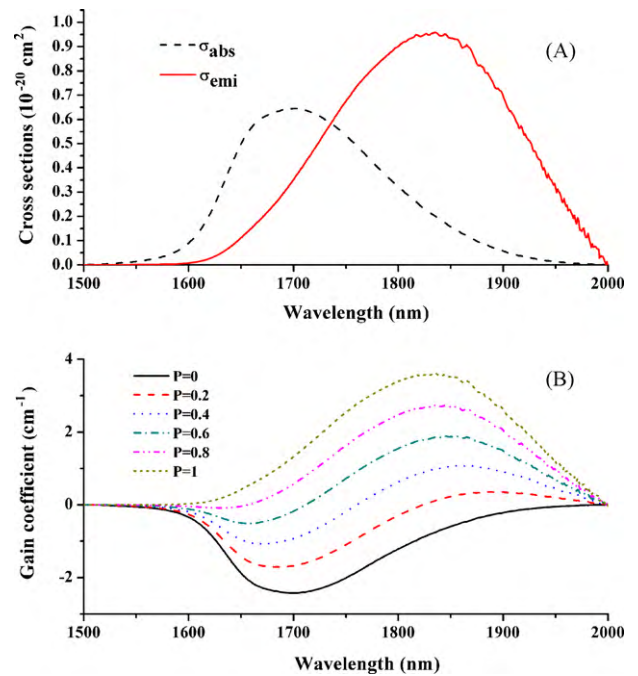 (A)
σabs
σemi
Cross sections (10⁻²⁰ cm²)
1.0
0.9
0.8
0.7
0.6
0.5
0.4
0.3
0.2
0.1
0.0
1500 1600 1700 1800 1900 2000
Wavelength (nm)
(B)
P=0
P=0.2
P=0.4
P=0.6
P=0.8
P=1
Gain coefficient (cm⁻¹)
4
2
0
-2
1500 1600 1700 1800 1900 2000
Wavelength (nm)